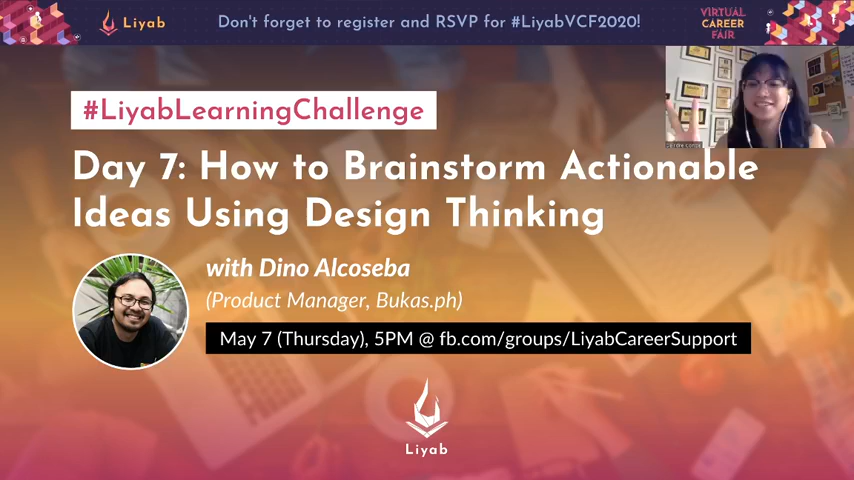 Liyab
Don't forget to register and RSVP for #LiyabVCF2020!
VIRTUAL
CAREER
FAIR
#LiyabLearningChallenge
Day 7: How to Brainstorm Actionable
Ideas Using Design Thinking
with Dino Alcoseba
(Product Manager, Bukas.ph)
May 7 (Thursday), 5PM @ fb.com/groups/LiyabCareerSupport
Liyab